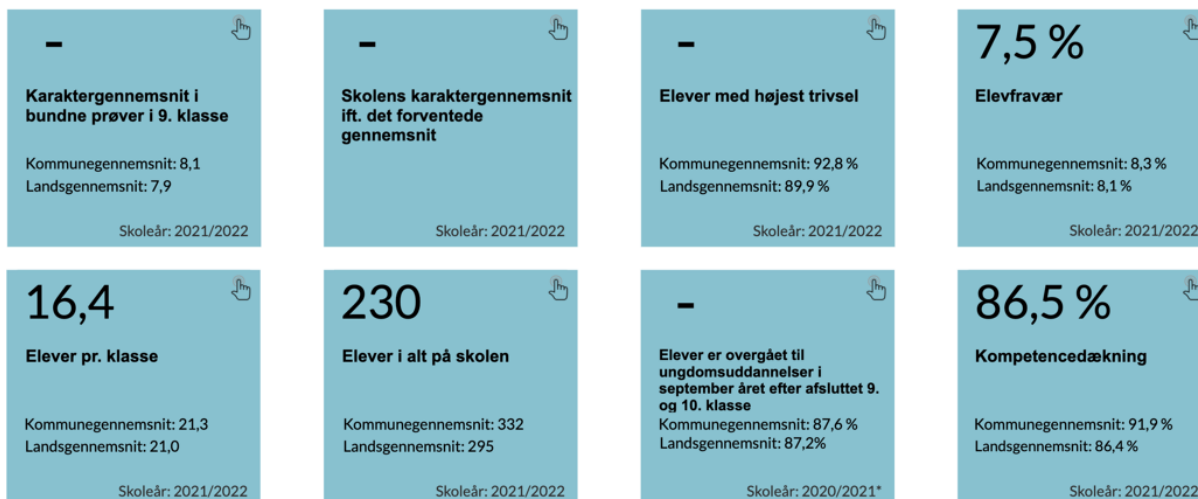 -
Karaktergennemsnit i
bundne prøver i 9. klasse
Kommunegennemsnit: 8,1
Landsgennemsnit: 7,9
Skoleår: 2021/2022
-
Skolens karaktergennemsnit
ift. det forventede
gennemsnit
Skoleår: 2021/2022
-
Elever med højest trivsel
Kommunegennemsnit: 92,8 %
Landsgennemsnit: 89,9 %
Skoleår: 2021/2022
7,5 %
Elevfravær
Kommunegennemsnit: 8,3 %
Landsgennemsnit: 8,1 %
Skoleår: 2021/2022
16,4
Elever pr. klasse
Kommunegennemsnit: 21,3
Landsgennemsnit: 21,0
Skoleår: 2021/2022
230
Elever i alt på skolen
Kommunegennemsnit: 332
Landsgennemsnit: 295
Skoleår: 2021/2022
-
Elever er overgået til
ungdomsuddannelser i
september året efter afsluttet 9.
og 10. klasse
Kommunegennemsnit: 87,6 %
Landsgennemsnit: 87,2%
Skoleår: 2020/2021*
86,5 %
Kompetencedækning
Kommunegennemsnit: 91,9 %
Landsgennemsnit: 86,4 %
Skoleår: 2021/2022